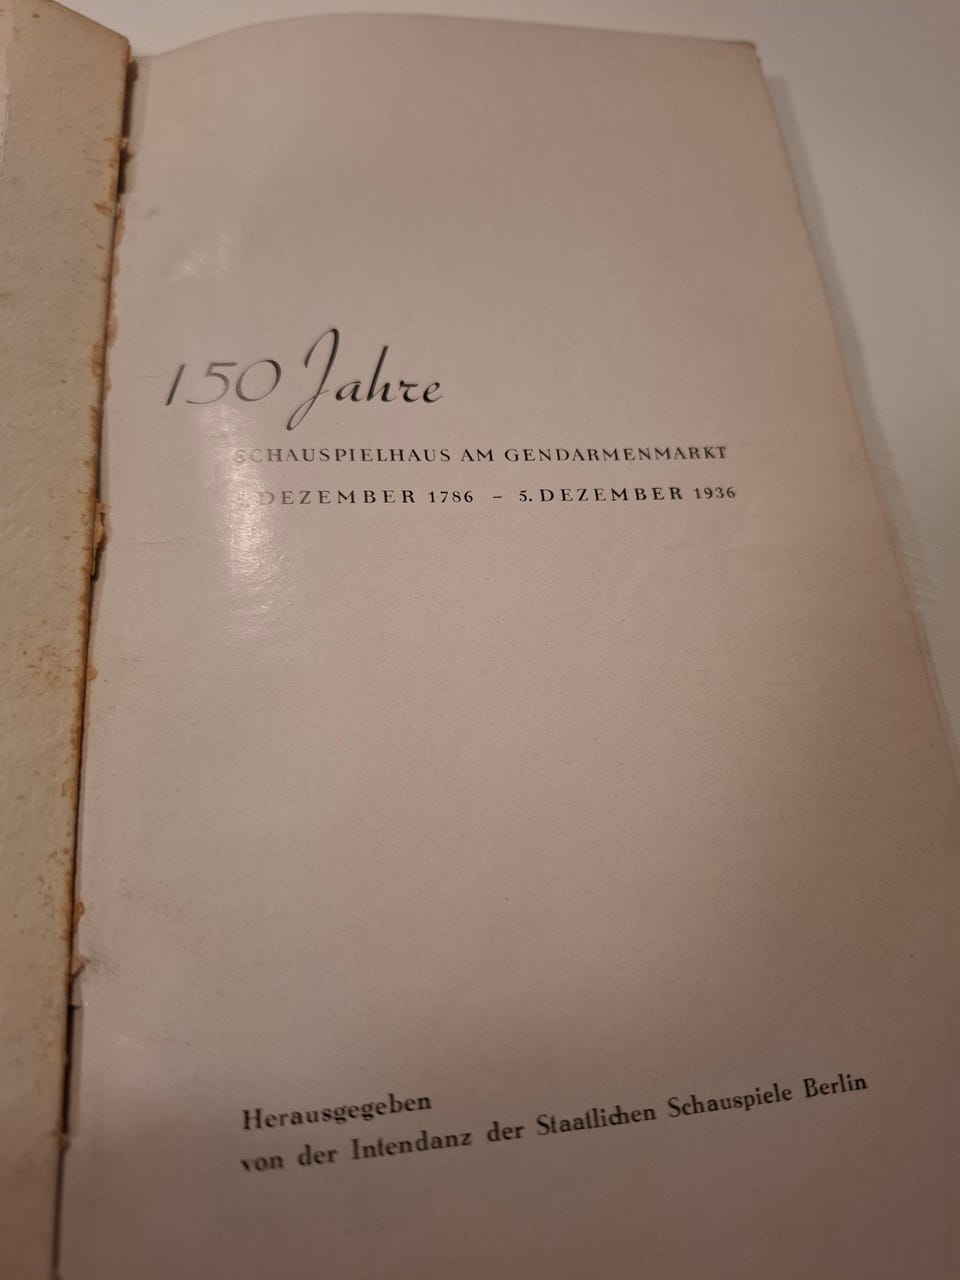 150 Jahre
SCHAUSPIELHAUS AM GENDARMENMARKT
DEZEMBER 1786 – 5. DEZEMBER 1936
Herausgegeben
von der Intendanz der Staatlichen Schauspiele Berlin